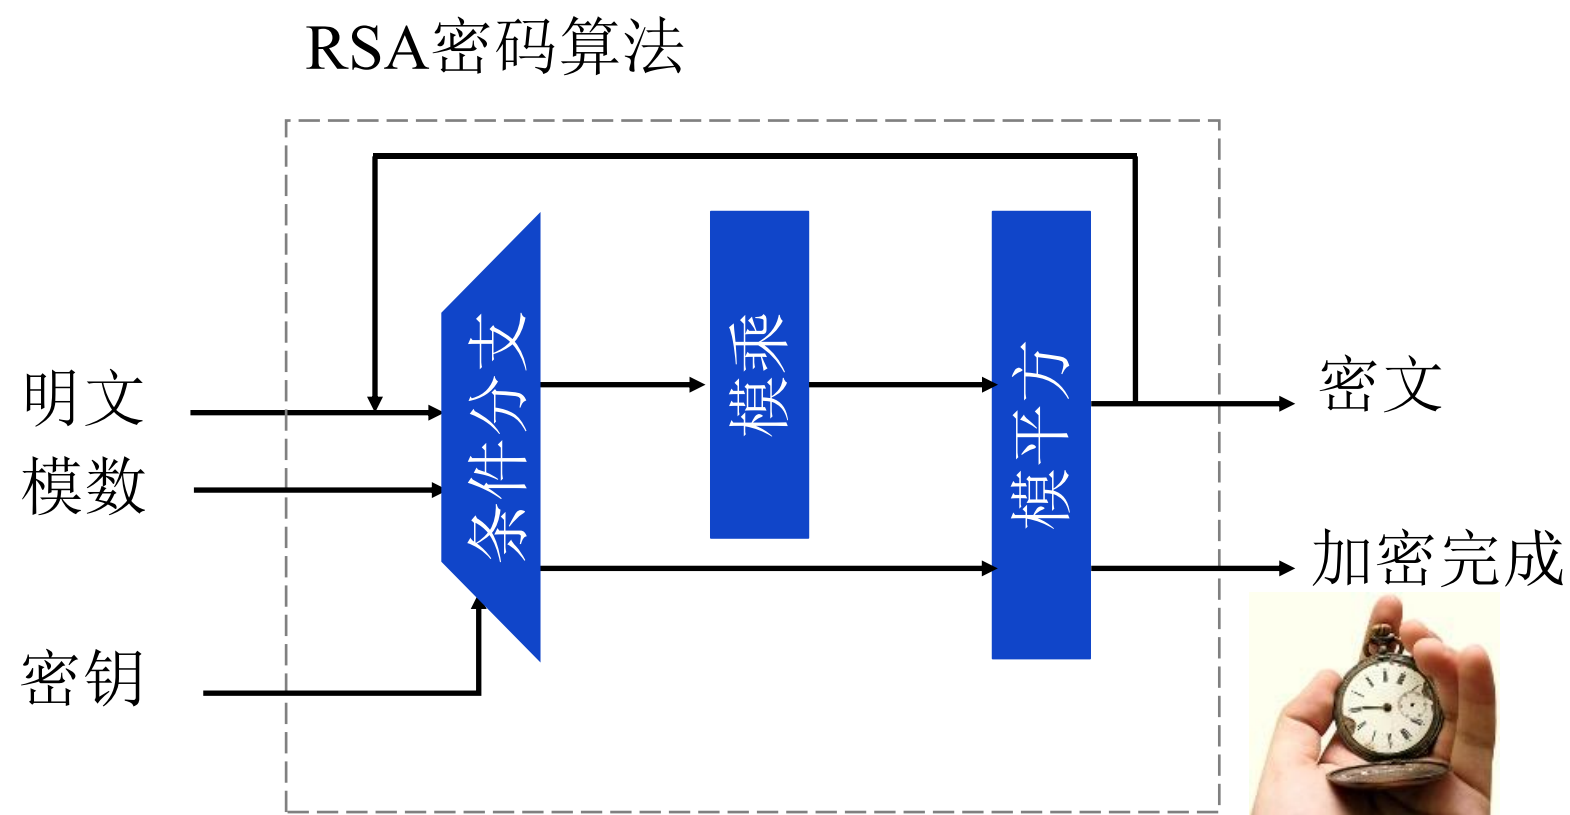 RSA密码算法
明文
模数
密钥
条件分支
模乘
模平方
密文
加密完成